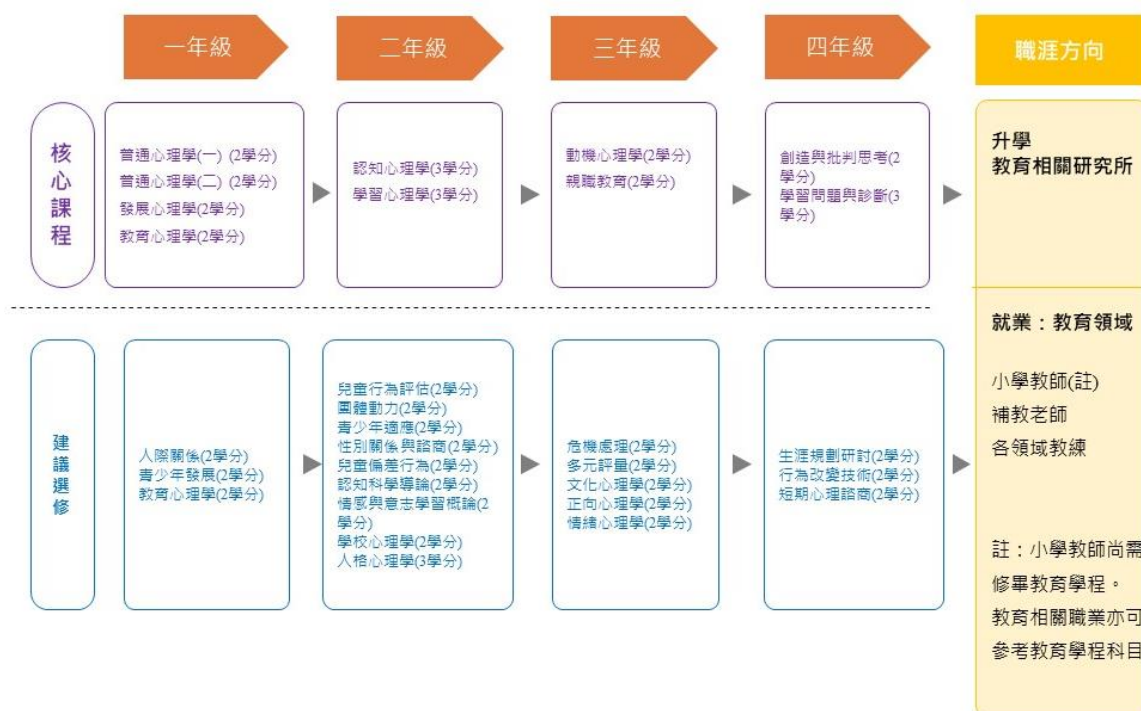 一年級
二年級
三年級
四年級
職涯方向
核心課程
普通心理學(一) (2學分)
普通心理學(二) (2學分)
發展心理學(2學分)
教育心理學(2學分)
認知心理學(3學分)
學習心理學(3學分)
動機心理學(2學分)
親職教育(2學分)
創造與批判思考(2
學分)
學習問題與診斷(3
學分)
升學
教育相關研究所
建議選修
人際關係(2學分)
青少年發展(2學分)
教育心理學(2學分)
兒童行為評估(2學分)
團體動力(2學分)
青少年適應(2學分)
性別關係與諮商(2學分)
兒童偏差行為(2學分)
認知科學導論(2學分)
情感與意志學習概論(2
學分)
學校心理學(2學分)
人格心理學(3學分)
危機處理(2學分)
多元評量(2學分)
文化心理學(2學分)
正向心理學(2學分)
情緒心理學(2學分)
生涯規劃研討(2學分)
行為改變技術(2學分)
短期心理諮商(2學分)
就業：教育領域
小學教師(註)
補教老師
各領域教練
註：小學教師尚需
修畢教育學程。
教育相關職業亦可
參考教育學程科目